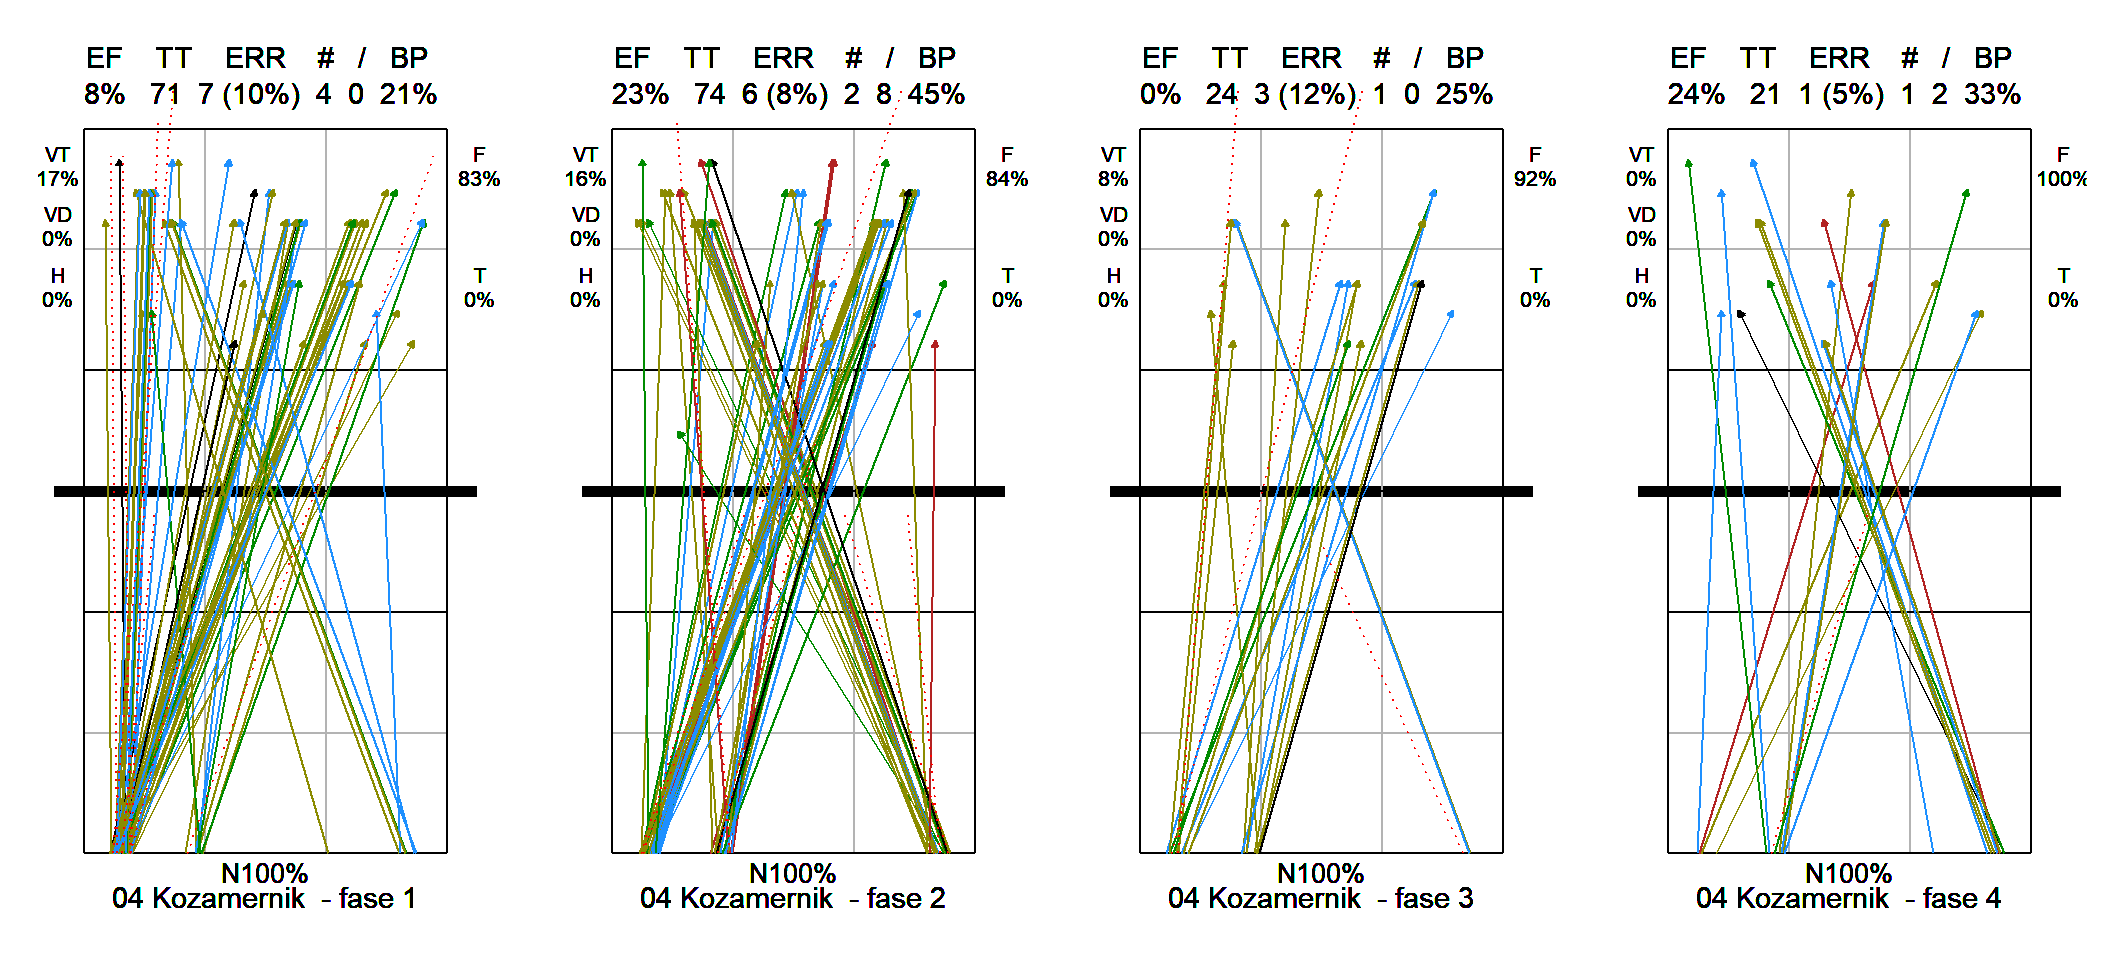 EF TT ERR # / BP
8% 71 7 (10%) 4 0 21%
VT
17%
VD
0%
H
0%
F
83%
T
0%
N100%
04 Kozamernik - fase 1
EF TT ERR # / BP
23% 74 6 (8%) 2 8 45%
VT
16%
VD
0%
H
0%
F
84%
T
0%
N100%
04 Kozamernik - fase 2
EF TT ERR # / BP
0% 24 3 (12%) 1 0 25%
VT
8%
VD
0%
H
0%
F
92%
T
0%
N100%
04 Kozamernik - fase 3
EF TT ERR # / BP
24% 21 1 (5%) 1 2 33%
VT
0%
VD
0%
H
0%
F
100%
T
0%
N100%
04 Kozamernik - fase 4